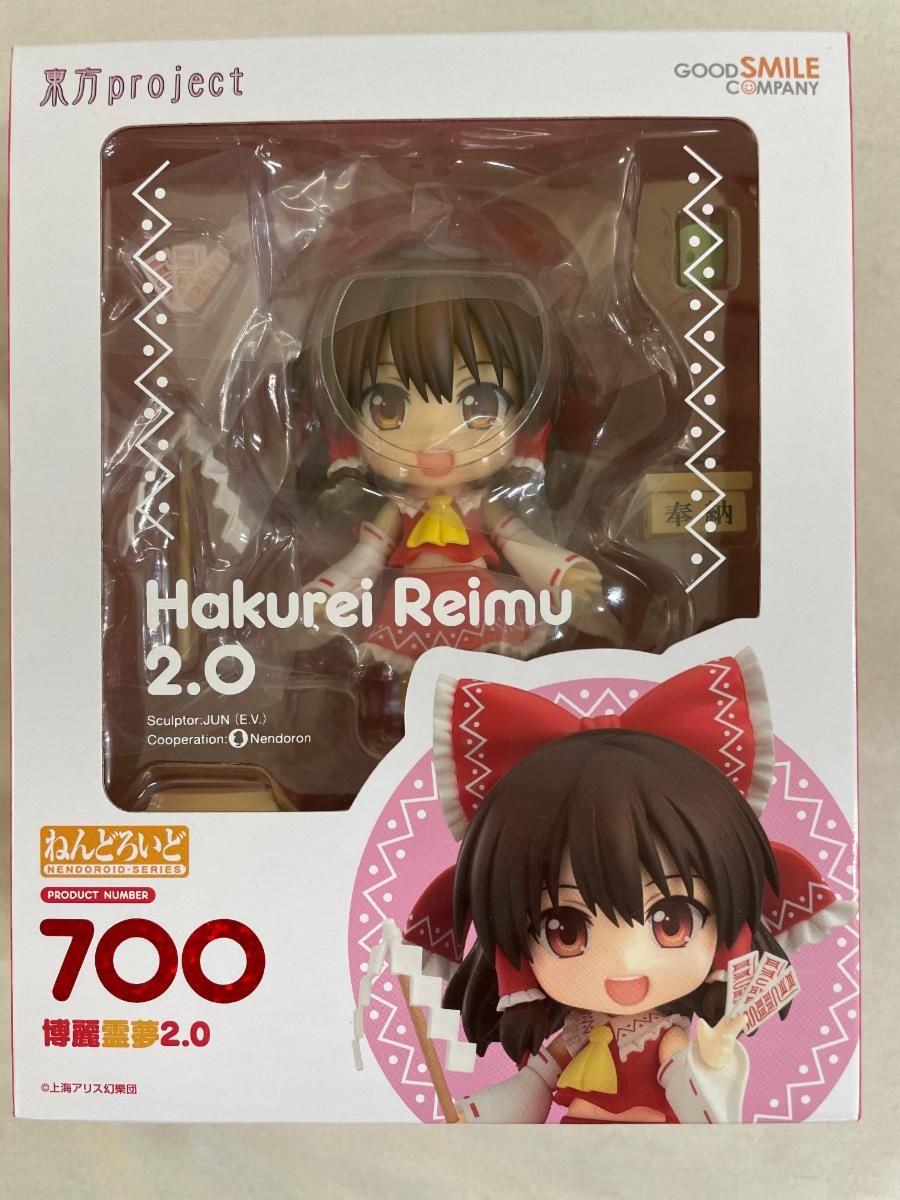 東方project
GOODSMILE
COMPANY
奉納
Hakurei Reimu
2.0
Sculptor:JUN (E.V.)
Cooperation: Nendoron
ねんどろいど
NENDOROID・SERIES
PRODUCT NUMBER
700
博麗霊夢2.0
©上海アリス幻樂団